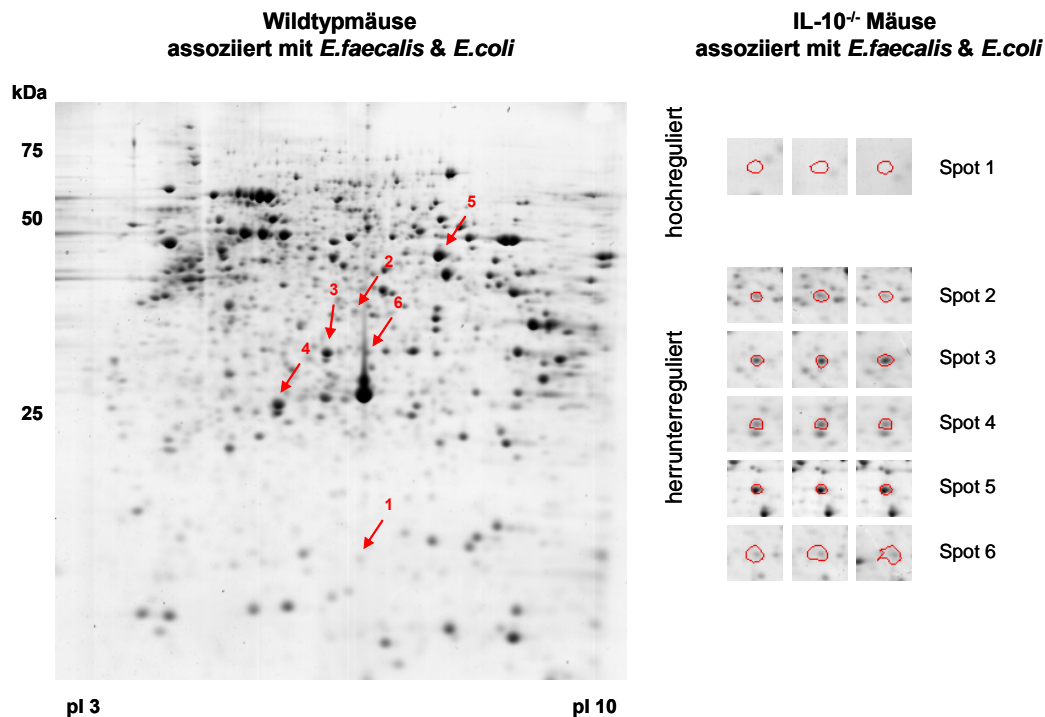 Wildtypmäuse
assoziiert mit E.faecalis & E.coli
IL-10-/- Mäuse
assoziiert mit E.faecalis & E.coli
kDa
75
50
25
5
2
3
6
4
1
pI 3
pI 10
hochreguliert
Spot 1
herrunterreguliert
Spot 2
Spot 3
Spot 4
Spot 5
Spot 6